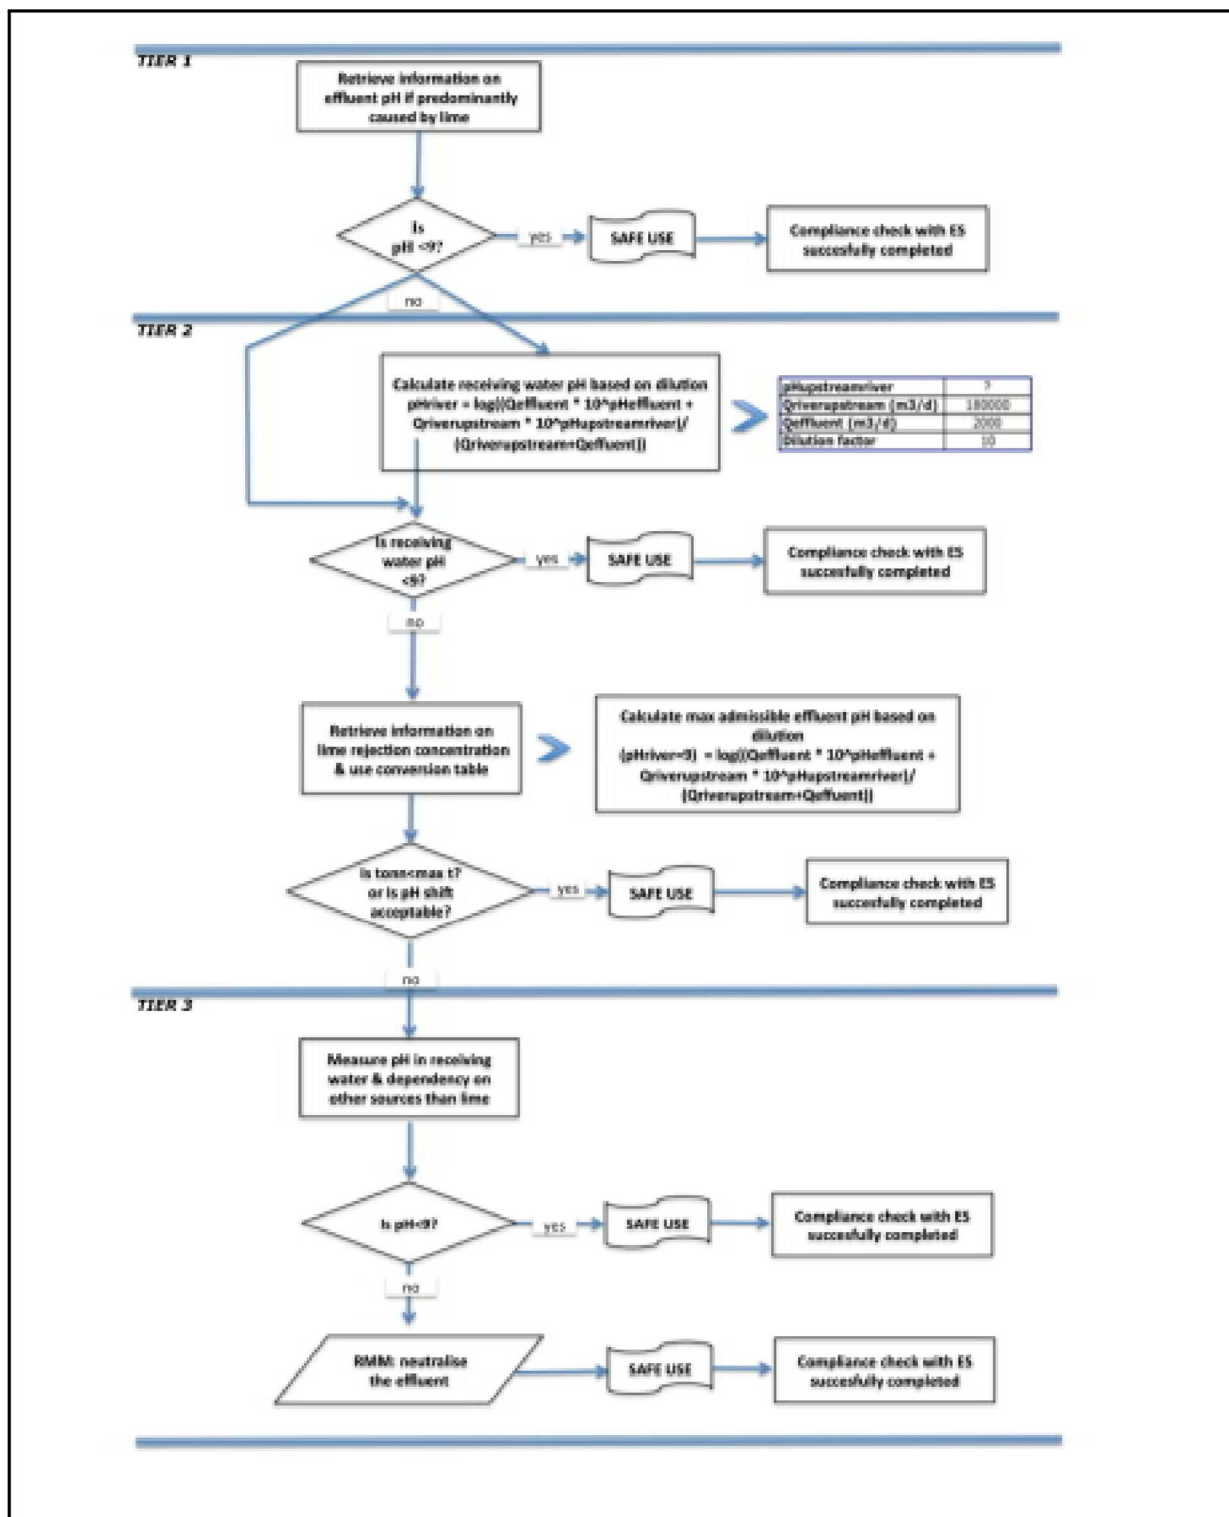 TIER 1
Retrieve information on
effluent pH if predominantly
caused by lime
Is
pH <9?
yes
SAFE USE
Compliance check with ES
succesfully completed
no
TIER 2
Calculate receiving water pH based on dilution
pHriver = log((Qeffluent * 10^pHeffluent +
Qriverupstream * 10^pHupstreamriver)/
(Qriverupstream+Qeffluent))
pHupstreamriver 7
Qriverupstream (m3/d) 180000
Qeffluent (m3/d) 2000
Dilution factor 10
Is receiving
water pH
<9?
yes
SAFE USE
Compliance check with ES
succesfully completed
no
Retrieve information on
lime rejection concentration
& use conversion table
Calculate max admissible effluent pH based on
dilution
(pHriver=9) = log((Qeffluent * 10^pHeffluent +
Qriverupstream * 10^pHupstreamriver)/
(Qriverupstream+Qeffuent))
Is tonn<max t?
or is pH shift
acceptable?
yes
SAFE USE
Compliance check with ES
succesfully completed
no
TIER 3
Measure pH in receiving
water & dependency on
other sources than lime
Is pH<9?
yes
SAFE USE
Compliance check with ES
succesfully completed
no
RMM: neutralise
the effluent
SAFE USE
Compliance check with ES
succesfully completed